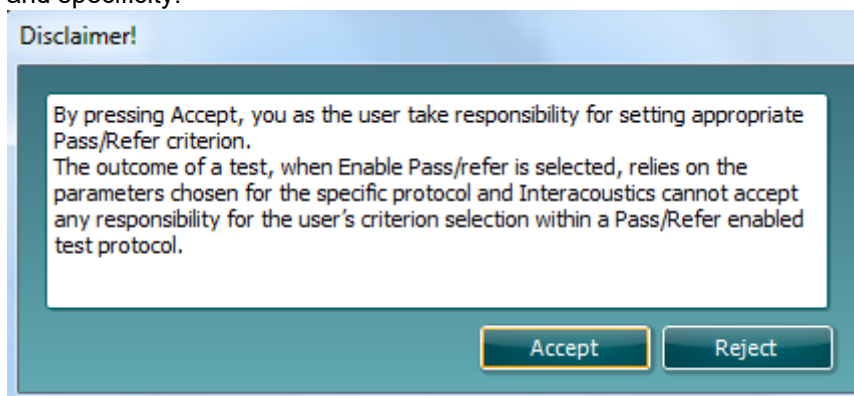 and specificity.
Disclaimer!
By pressing Accept, you as the user take responsibility for setting appropriate
Pass/Refer criterion.
The outcome of a test, when Enable Pass/refer is selected, relies on the
parameters chosen for the specific protocol and Interacoustics cannot accept
any responsibility for the user's criterion selection within a Pass/Refer enabled
test protocol.
Accept
Reject